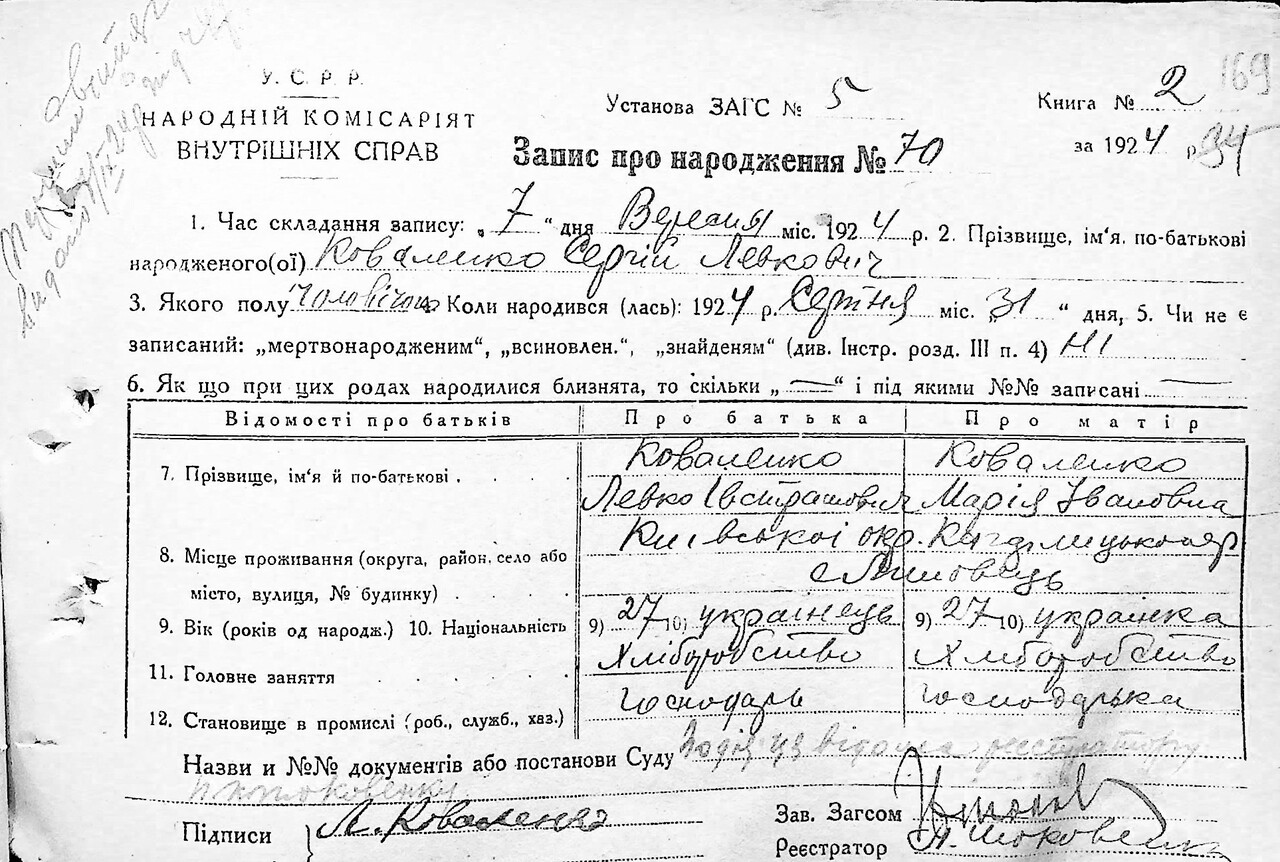 У. С. Р. Р.
НАРОДНІЙ КОМІСАРІЯТ
ВНУТРІШНІХ СПРАВ
Установа ЗАГС № 5
Книга № 2
169
за 1924 р. 34
Запис про народження № 70
1. Час складання запису: „ 7 “ дня Вересня міс. 1924 р. 2. Прізвище, ім‘я, по-батькові
народженого(ої) Коваленко Сергій Левкович
3. Якого полу чоловічого 4. Коли народився (лась): 1924 р. Серпня міс. „ 31 “ дня, 5. Чи не є
записаний: „мертвонародженим“, „всиновлен.“, „знайденям“ (див. Інстр. розд. III п. 4) Ні
6. Як що при цих родах народилися близнята, то скільки „ — “ і під якими №№ записані —
Відомості про батьків Про батька Про матір
7. Прізвище, ім‘я й по-батькові . . . . Коваленко Коваленко
Левко Івстратович Марія Івановна
8. Місце проживання (округа, район, село або Київської окр. Кагарлицького р
місто, вулиця, № будинку) . . . . с Липовець
9. Вік (років од народж.) 10. Національність 9) 27 10) українець 9) 27 10) українка
11. Головне заняття . . . . . Хліборобство Хліборобство
12. Становище в промислі (роб., служб., хаз.) Господарь Господарька
Назви и №№ документів або постанови Суду
Підписи Л. Коваленко
Зав. Загсом
Реєстратор